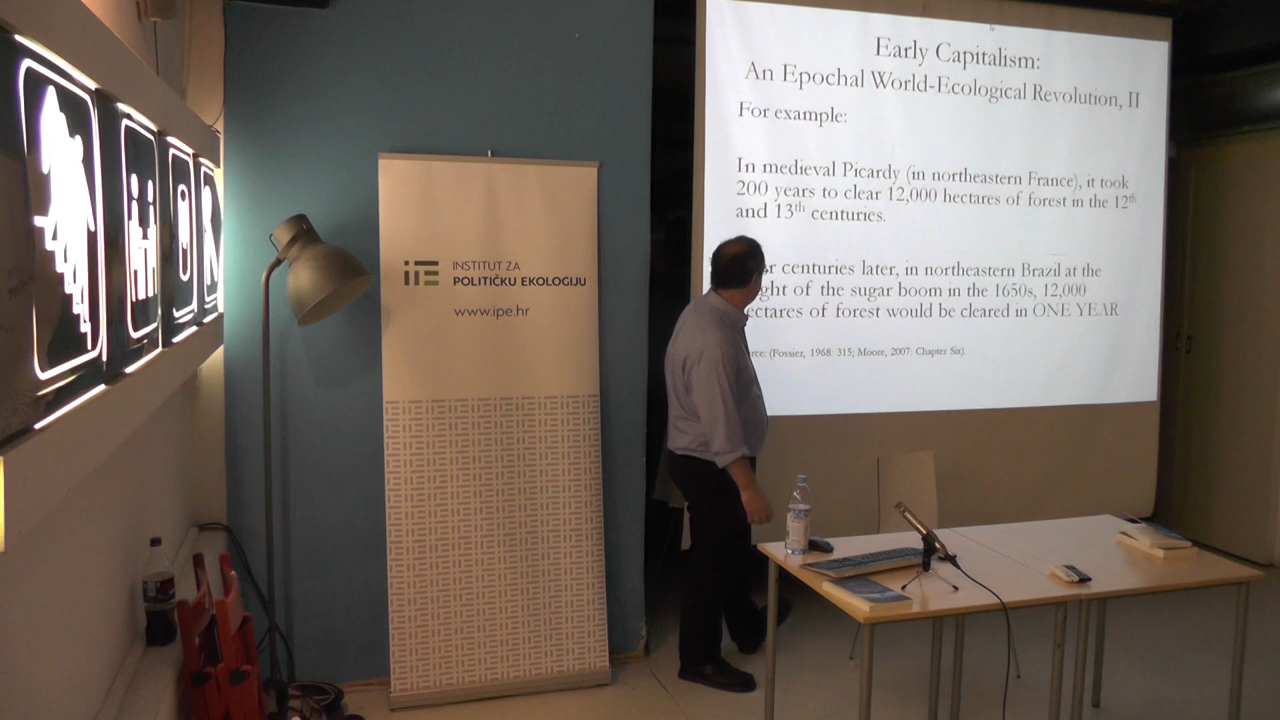 INSTITUT ZA
POLITIČKU EKOLOGIJU
www.ipe.hr
Early Capitalism:
An Epochal World-Ecological Revolution, II
For example:
In medieval Picardy (in northeastern France), it took
200 years to clear 12,000 hectares of forest in the 12th
and 13th centuries.
centuries later, in northeastern Brazil at the
of the sugar boom in the 1650s, 12,000
ectares of forest would be cleared in ONE YEAR
rce: (Fossier, 1968: 315; Moore, 2007: Chapter Six).